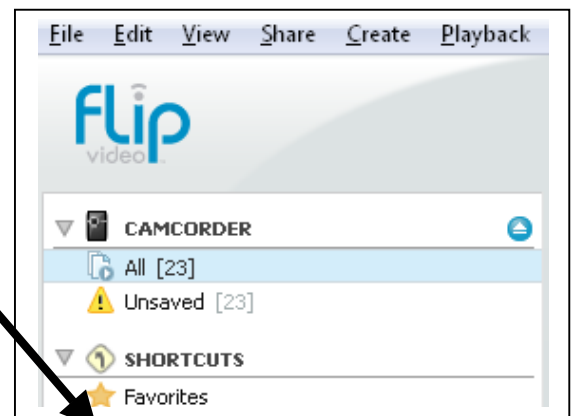 File Edit View Share Create Playback
flip
video
CAMCORDER
All [23]
Unsaved [23]
SHORTCUTS
Favorites